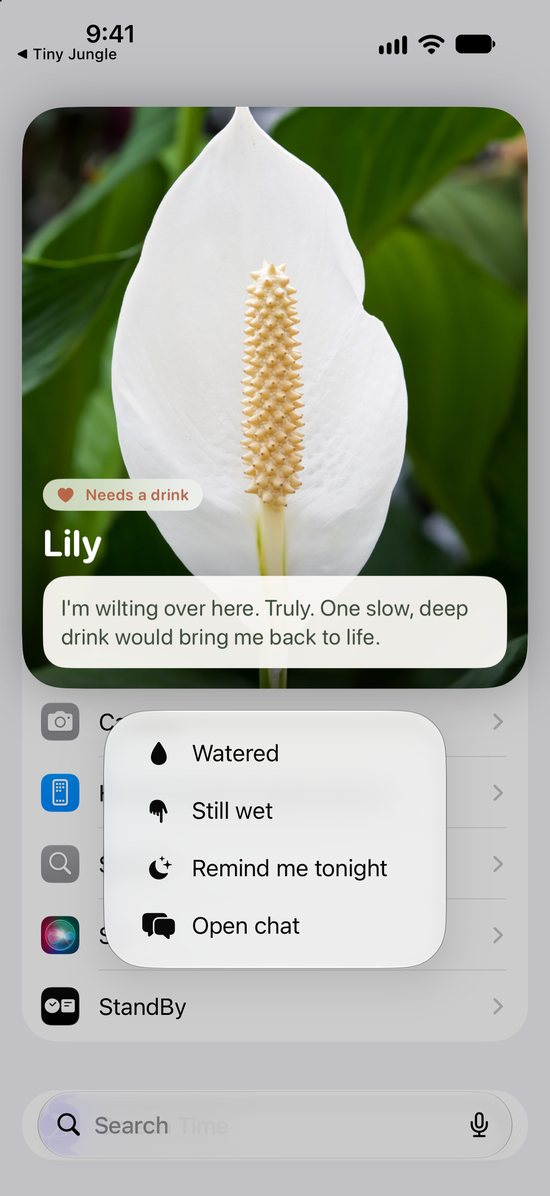 9:41
Tiny Jungle
Needs a drink
Lily
I'm wilting over here. Truly. One slow, deep
drink would bring me back to life.
Watered
Still wet
Remind me tonight
Open chat
StandBy
Search
Time